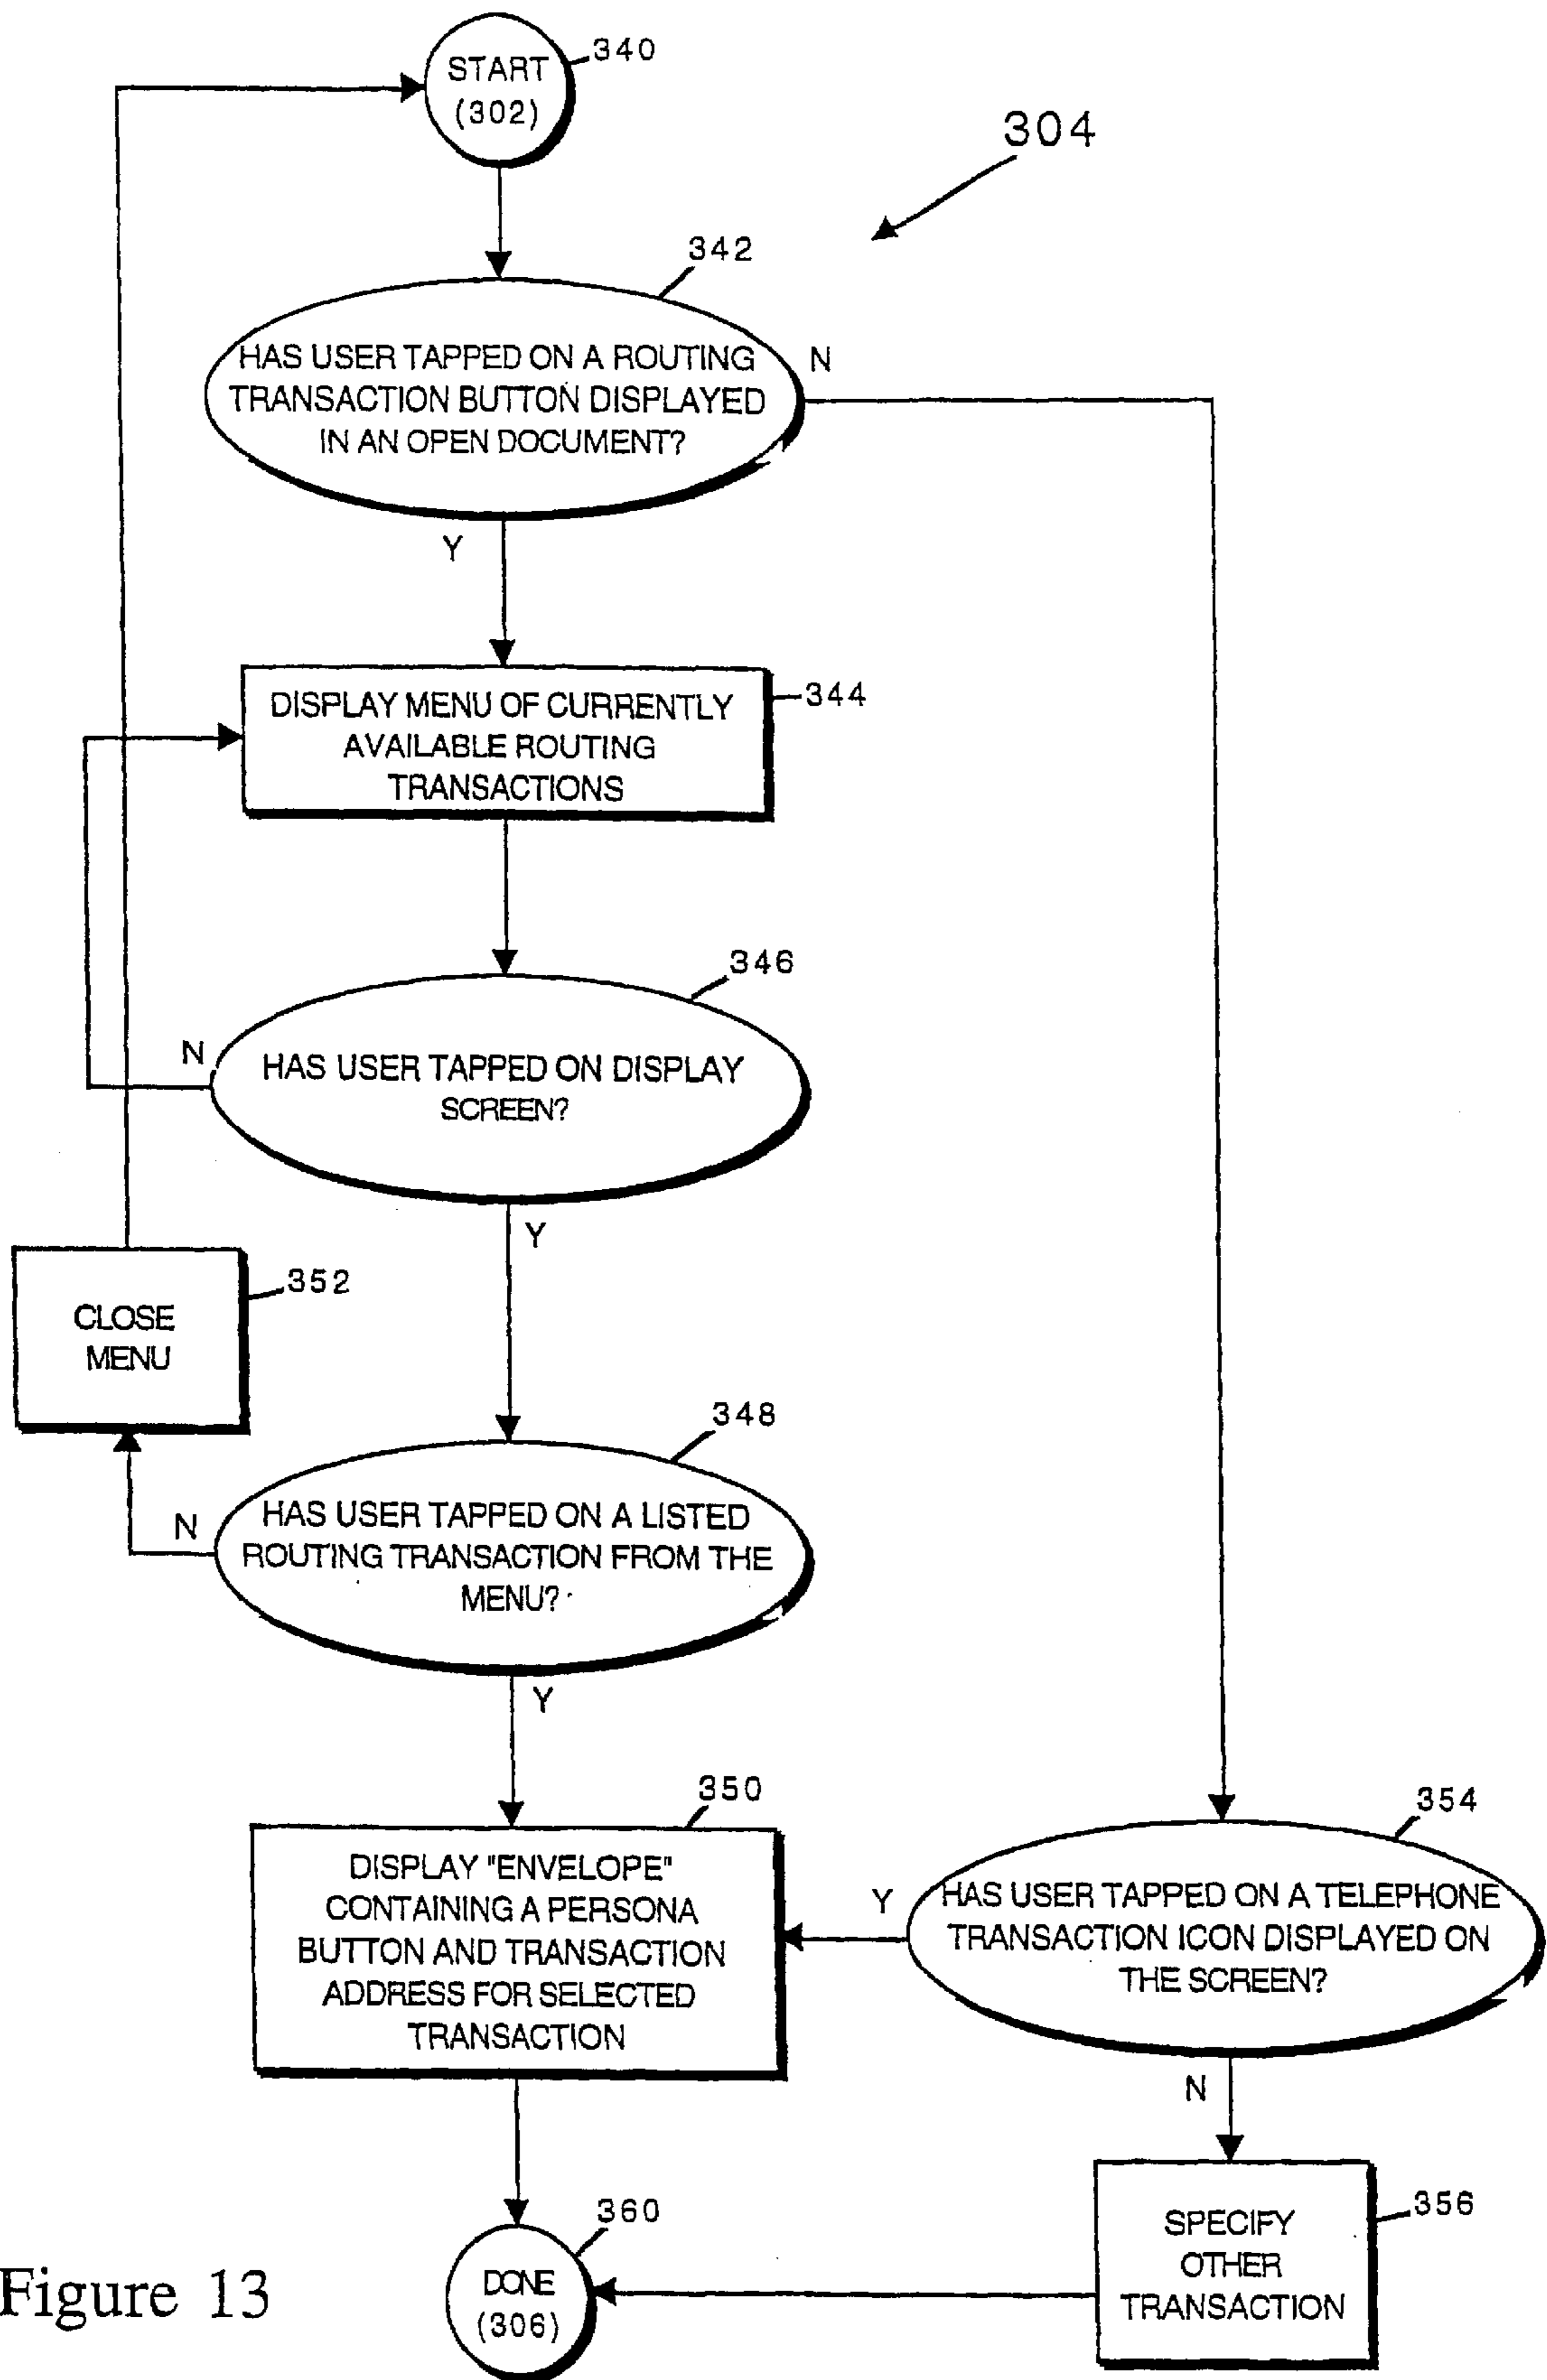 340
START
(302)
304
342
HAS USER TAPPED ON A ROUTING
TRANSACTION BUTTON DISPLAYED
IN AN OPEN DOCUMENT?
N
Y
344
DISPLAY MENU OF CURRENTLY
AVAILABLE ROUTING
TRANSACTIONS
346
N
HAS USER TAPPED ON DISPLAY
SCREEN?
Y
352
CLOSE
MENU
348
N
HAS USER TAPPED ON A LISTED
ROUTING TRANSACTION FROM THE
MENU?
Y
350
DISPLAY "ENVELOPE"
CONTAINING A PERSONA
BUTTON AND TRANSACTION
ADDRESS FOR SELECTED
TRANSACTION
354
Y
HAS USER TAPPED ON A TELEPHONE
TRANSACTION ICON DISPLAYED ON
THE SCREEN?
N
356
SPECIFY
OTHER
TRANSACTION
360
DONE
(306)
Figure 13